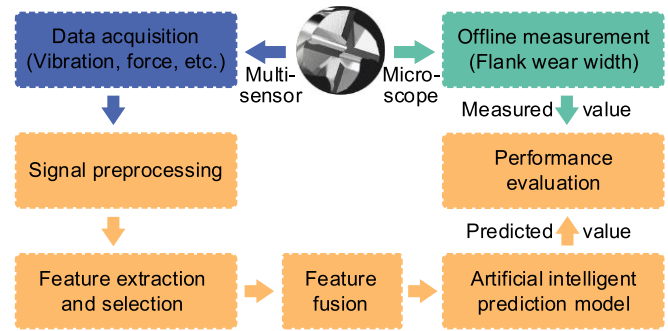 Data acquisition
(Vibration, force, etc.)
Multi-
sensor
Micro-
scope
Offline measurement
(Flank wear width)
Measured value
Signal preprocessing
Performance
evaluation
Predicted value
Feature extraction
and selection
Feature
fusion
Artificial intelligent
prediction model